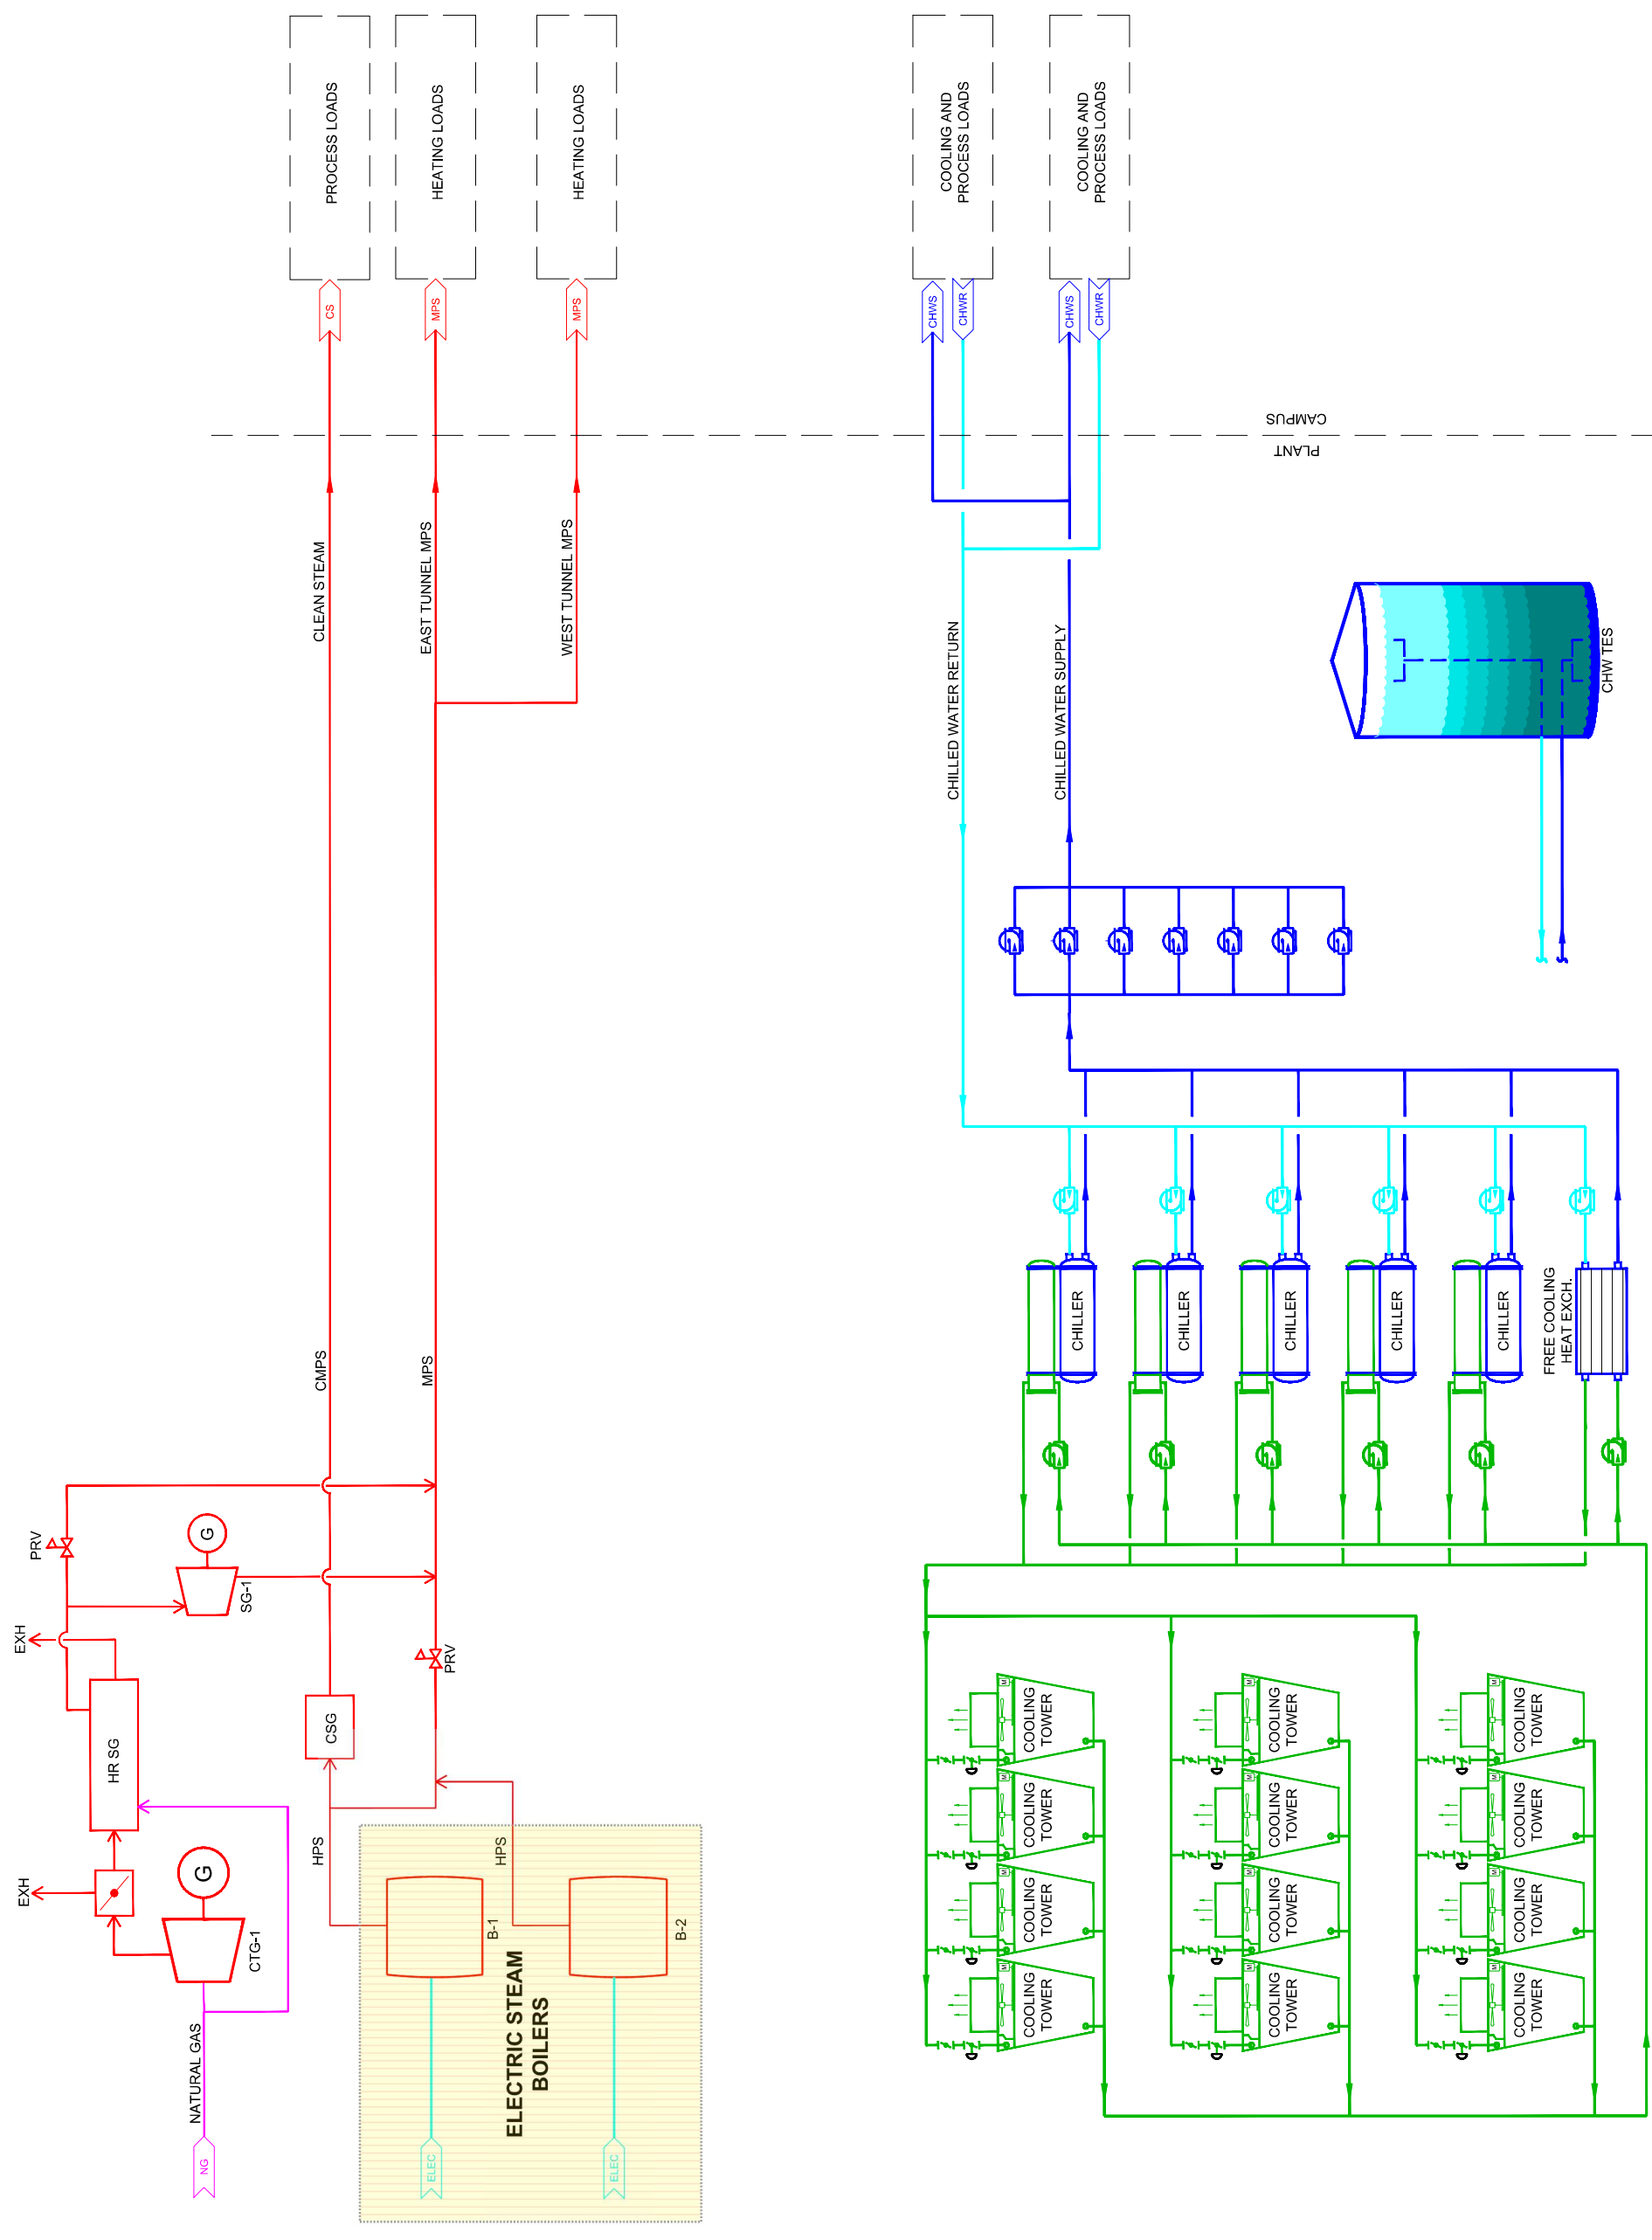 EXH
EXH
PRV
G
SG-1
HR SG
G
CTG-1
NATURAL GAS
NG
PROCESS LOADS
CS
CLEAN STEAM
CMPS
CSG
HPS
HEATING LOADS
MPS
EAST TUNNEL MPS
MPS
PRV
HEATING LOADS
MPS
WEST TUNNEL MPS
HPS
B-1
B-2
ELECTRIC STEAM
BOILERS
ELEC
ELEC
COOLING AND
PROCESS LOADS
CHWS
CHWR
COOLING AND
PROCESS LOADS
CHWS
CHWR
CAMPUS
PLANT
CHILLED WATER RETURN
CHILLED WATER SUPPLY
CHW TES
CHILLER
CHILLER
CHILLER
CHILLER
CHILLER
FREE COOLING
HEAT EXCH.
M
COOLING
TOWER
M
COOLING
TOWER
M
COOLING
TOWER
M
COOLING
TOWER
M
COOLING
TOWER
M
COOLING
TOWER
M
COOLING
TOWER
M
COOLING
TOWER
M
COOLING
TOWER
M
COOLING
TOWER
M
COOLING
TOWER
M
COOLING
TOWER